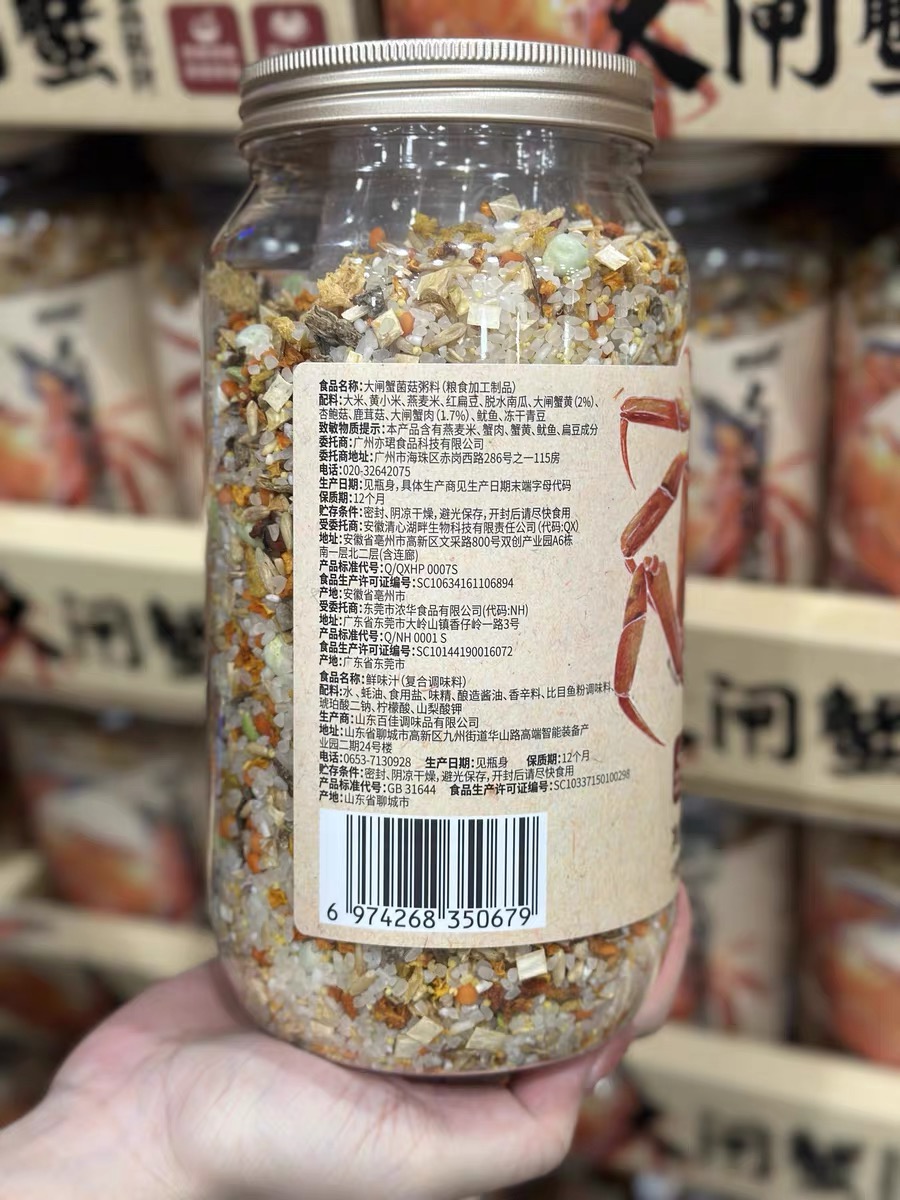 大闸蟹
大闸蟹
食品名称:大闸蟹菌菇粥料(粮食加工制品)
配料:大米、黄小米、燕麦米、红扁豆、脱水南瓜、大闸蟹黄(2%)、
杏鲍菇、鹿茸菇、大闸蟹肉(1.7%)、鱿鱼、冻干青豆
致敏物质提示:本产品含有燕麦米、蟹肉、蟹黄、鱿鱼、扁豆成分
委托商:广州亦珺食品科技有限公司
委托商地址:广州市海珠区赤岗西路286号之一115房
电话:020-32642075
生产日期:见瓶身,具体生产商见生产日期末端字母代码
保质期:12个月
贮存条件:密封、阴凉干燥,避光保存,开封后请尽快食用
受委托商:安徽清心湖畔生物科技有限责任公司(代码:QX)
地址:安徽省亳州市高新区文采路800号双创产业园A6栋
南一层北二层(含连廊)
产品标准代号:Q/QXHP 0007S
食品生产许可证编号:SC10634161106894
产地:安徽省亳州市
受委托商:东莞市浓华食品有限公司(代码:NH)
地址:广东省东莞市大岭山镇香仔岭一路3号
产品标准代号:Q/NH 0001 S
食品生产许可证编号:SC10144190016072
产地:广东省东莞市
食品名称:鲜味汁(复合调味料)
配料:水、蚝油、食用盐、味精、酿造酱油、香辛料、比目鱼粉调味料、
琥珀酸二钠、柠檬酸、山梨酸钾
生产商:山东百佳调味品有限公司
地址:山东省聊城市高新区九州街道华山路高端智能装备产
业园二期24号楼
电话:0653-7130928 生产日期:见瓶身 保质期:12个月
贮存条件:密封、阴凉干燥,避光保存,开封后请尽快食用
产品标准代号:GB 31644 食品生产许可证编号:SC10337150100298
产地:山东省聊城市
6 974268 350679
闸
闸蟹
大闸蟹